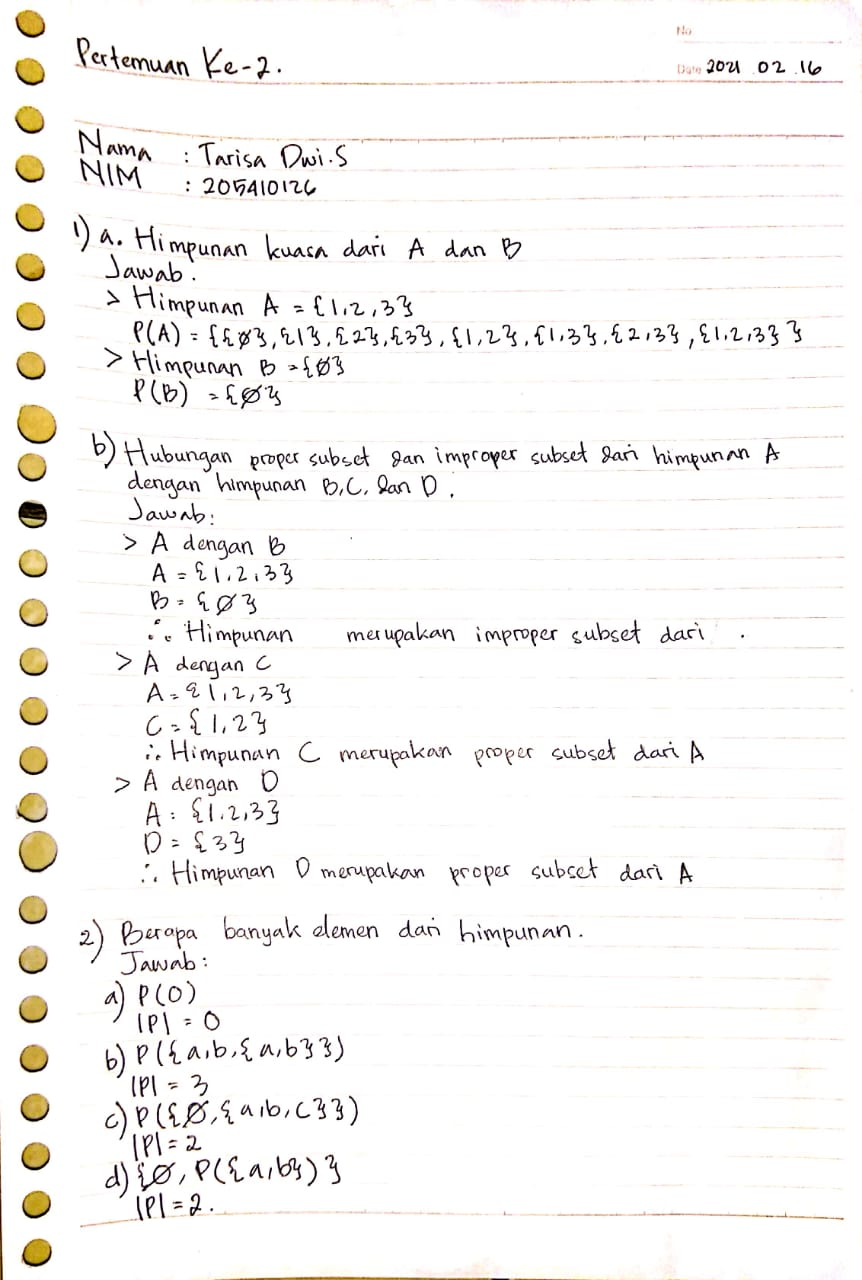 No
Pertemuan Ke-2.
Date 2021 02 16
Nama : Tarisa Dwi.S
NIM : 205410126
1) a. Himpunan kuasa dari A dan B
Jawab.
> Himpunan A = {1,2,3}
P(A) = {{∅},{1},{2},{3},{1,2},{1,3},{2,3},{1,2,3}}
> Himpunan B = {∅}
P(B) = {∅}
b) Hubungan proper subset dan improper subset dari himpunan A
dengan himpunan B,C, dan D.
Jawab:
> A dengan B
A = {1,2,3}
B = {∅}
∴ Himpunan merupakan improper subset dari .
> A dengan C
A = {1,2,3}
C = {1,2}
∴ Himpunan C merupakan proper subset dari A
> A dengan D
A : {1,2,3}
D = {3}
∴ Himpunan D merupakan proper subset dari A
2) Berapa banyak elemen dari himpunan.
Jawab:
a) P(0)
|P| = 0
b) P({a,b,{a,b}})
|P| = 3
c) P({∅,{a,b,c}})
|P| = 2
d) {∅, P({a,b})}
|P| = 2.